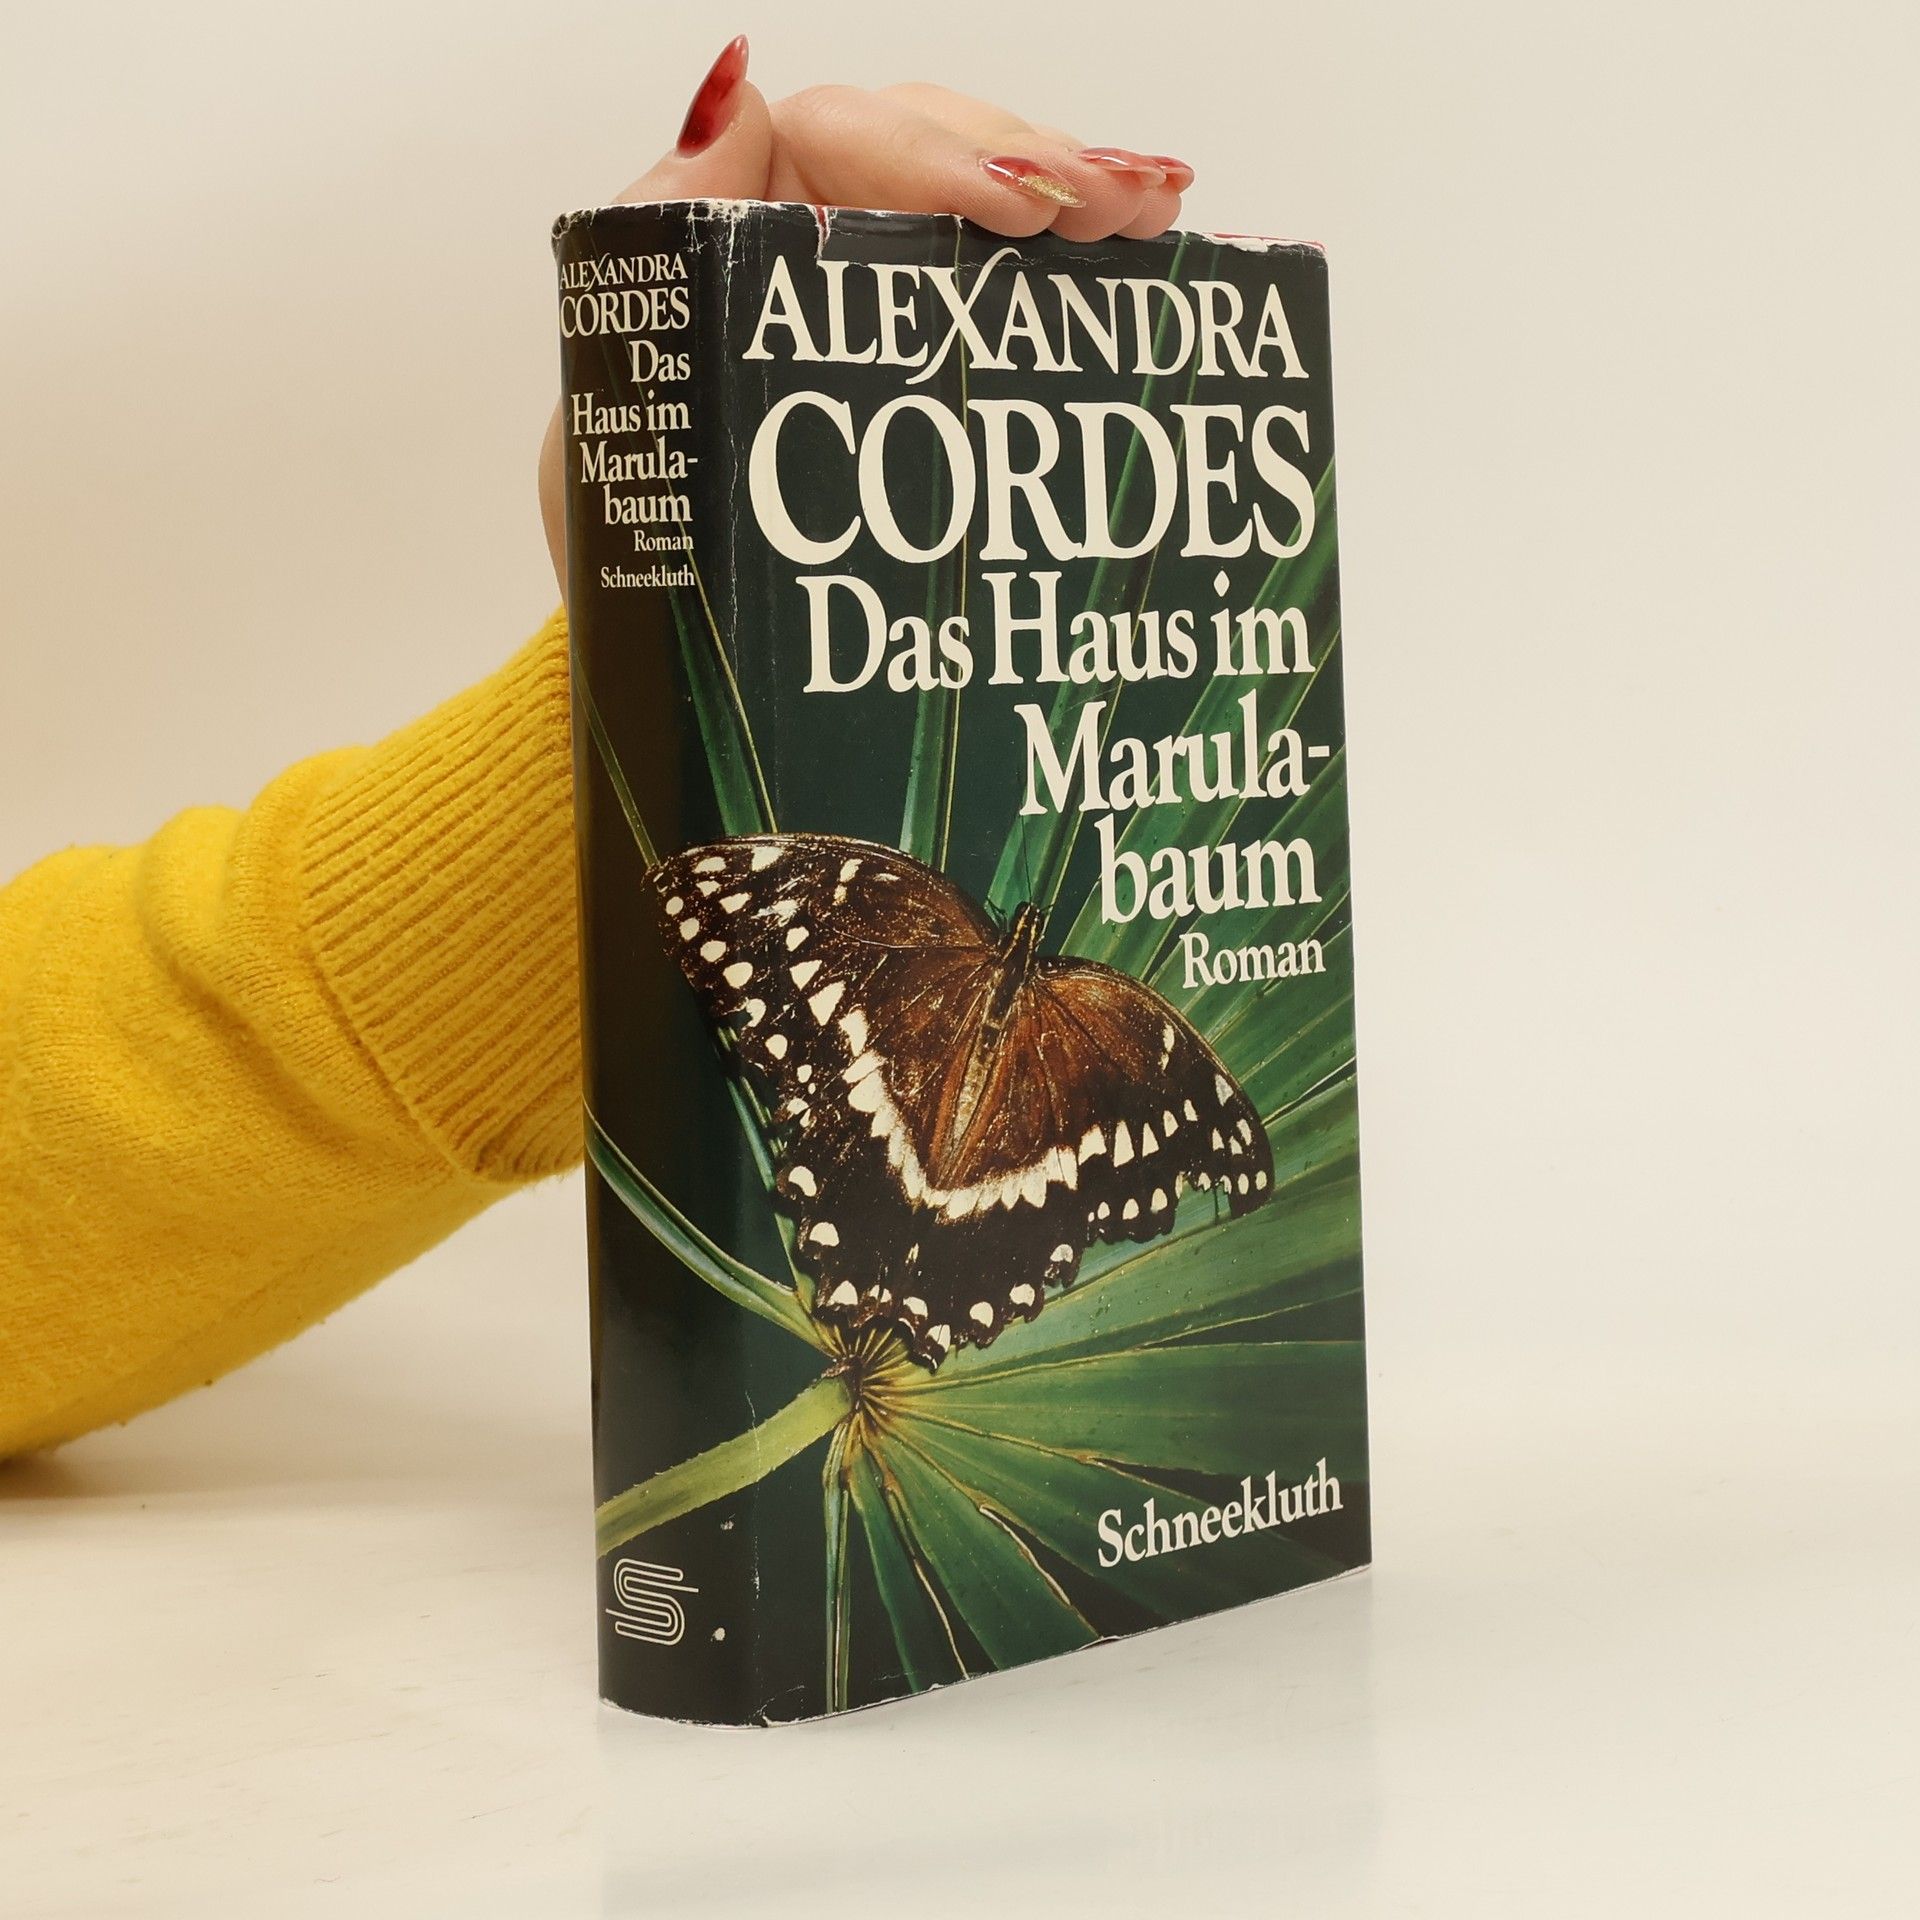 ALEXANDRA
CORDES
Das
Haus im
Marula-
baum
Roman
Schneekluth
ALEXANDRA
CORDES
Das Haus im
Marula-
baum
Roman
Schneekluth